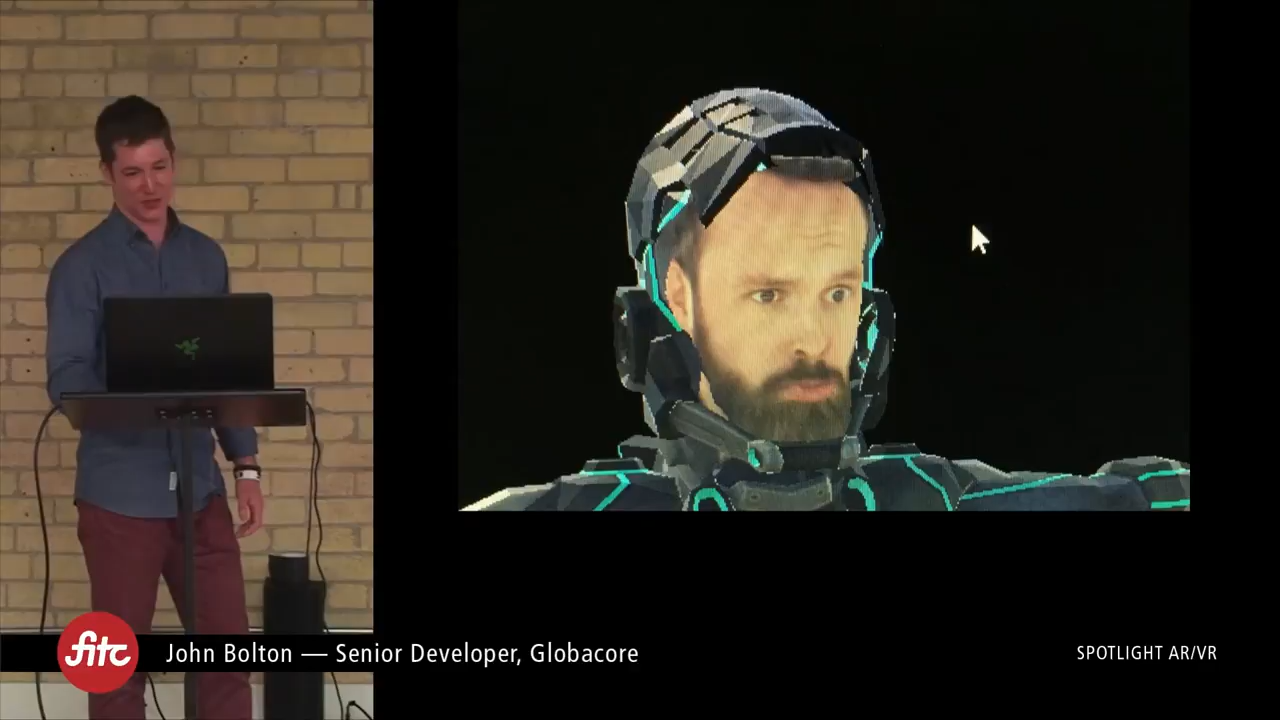 fitc
John Bolton — Senior Developer, Globacore
SPOTLIGHT AR/VR